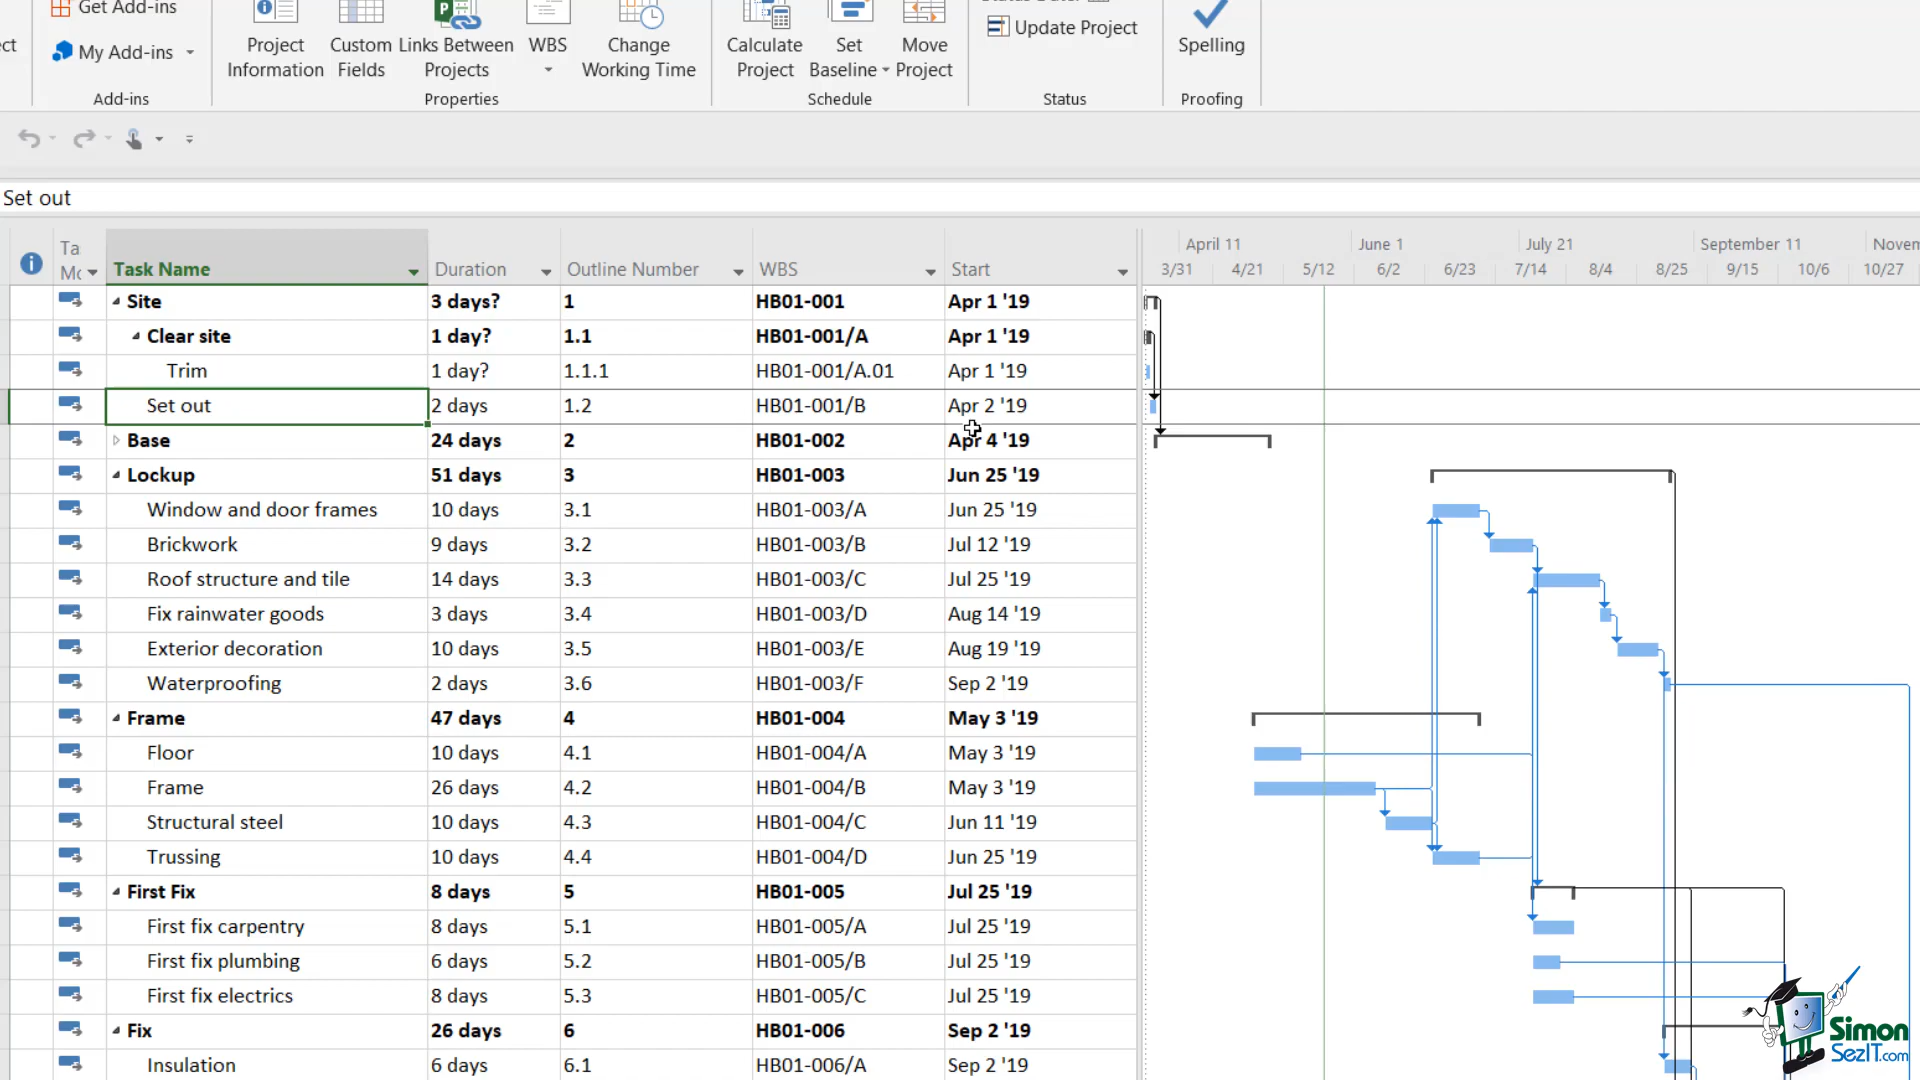 Get Add-ins
My Add-ins
Add-ins
Project Information
Custom Fields
Links Between Projects
WBS
Change Working Time
Properties
Calculate Project
Set Baseline
Move Project
Schedule
Update Project
Status
Spelling
Proofing
Set out
Task Name Duration Outline Number WBS Start
April 11 June 1 July 21 September 11
3/31 4/21 5/12 6/2 6/23 7/14 8/4 8/25 9/15 10/6 10/27
Site 3 days? 1 HB01-001 Apr 1 '19
Clear site 1 day? 1.1 HB01-001/A Apr 1 '19
Trim 1 day? 1.1.1 HB01-001/A.01 Apr 1 '19
Set out 2 days 1.2 HB01-001/B Apr 2 '19
Base 24 days 2 HB01-002 Apr 4 '19
Lockup 51 days 3 HB01-003 Jun 25 '19
Window and door frames 10 days 3.1 HB01-003/A Jun 25 '19
Brickwork 9 days 3.2 HB01-003/B Jul 12 '19
Roof structure and tile 14 days 3.3 HB01-003/C Jul 25 '19
Fix rainwater goods 3 days 3.4 HB01-003/D Aug 14 '19
Exterior decoration 10 days 3.5 HB01-003/E Aug 19 '19
Waterproofing 2 days 3.6 HB01-003/F Sep 2 '19
Frame 47 days 4 HB01-004 May 3 '19
Floor 10 days 4.1 HB01-004/A May 3 '19
Frame 26 days 4.2 HB01-004/B May 3 '19
Structural steel 10 days 4.3 HB01-004/C Jun 11 '19
Trussing 10 days 4.4 HB01-004/D Jun 25 '19
First Fix 8 days 5 HB01-005 Jul 25 '19
First fix carpentry 8 days 5.1 HB01-005/A Jul 25 '19
First fix plumbing 6 days 5.2 HB01-005/B Jul 25 '19
First fix electrics 8 days 5.3 HB01-005/C Jul 25 '19
Fix 26 days 6 HB01-006 Sep 2 '19
Insulation 6 days 6.1 HB01-006/A Sep 2 '19
Simon
SezIT.com